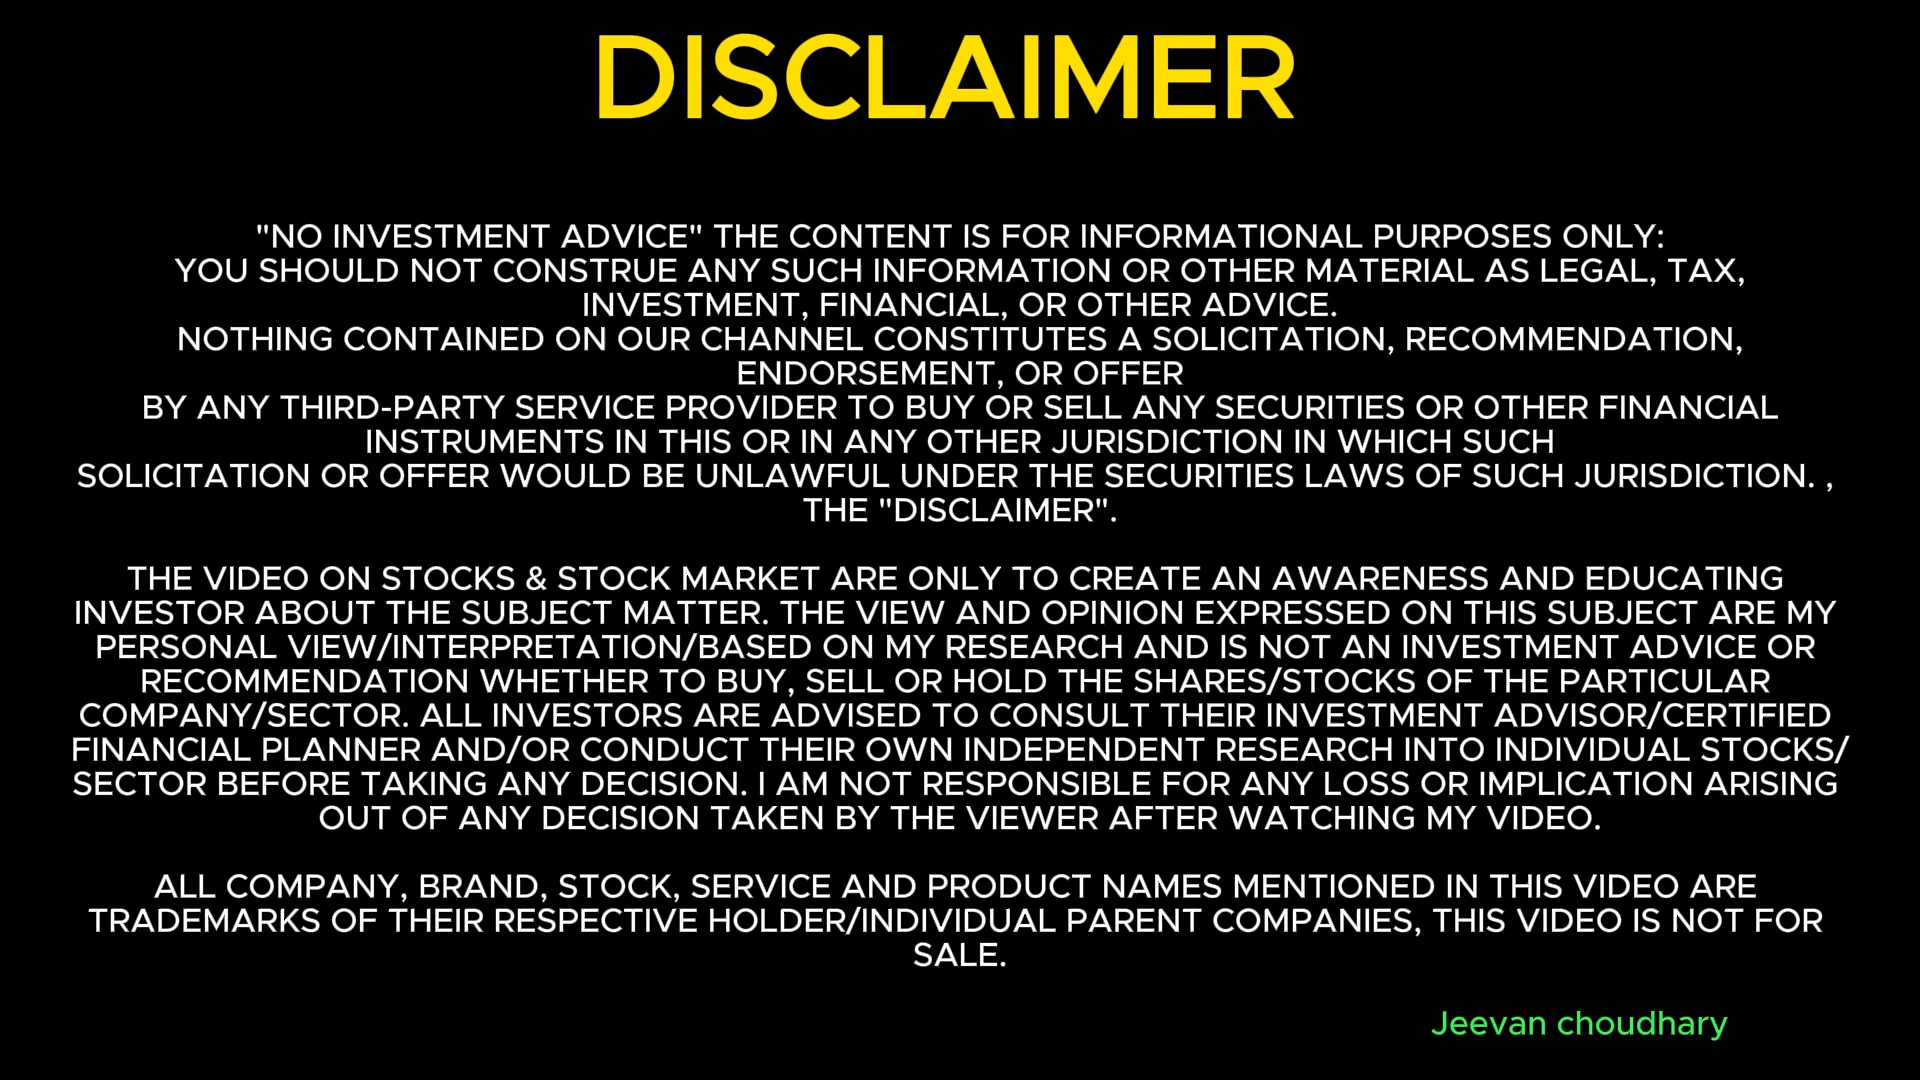 DISCLAIMER
"NO INVESTMENT ADVICE" THE CONTENT IS FOR INFORMATIONAL PURPOSES ONLY:
YOU SHOULD NOT CONSTRUE ANY SUCH INFORMATION OR OTHER MATERIAL AS LEGAL, TAX,
INVESTMENT, FINANCIAL, OR OTHER ADVICE.
NOTHING CONTAINED ON OUR CHANNEL CONSTITUTES A SOLICITATION, RECOMMENDATION,
ENDORSEMENT, OR OFFER
BY ANY THIRD-PARTY SERVICE PROVIDER TO BUY OR SELL ANY SECURITIES OR OTHER FINANCIAL
INSTRUMENTS IN THIS OR IN ANY OTHER JURISDICTION IN WHICH SUCH
SOLICITATION OR OFFER WOULD BE UNLAWFUL UNDER THE SECURITIES LAWS OF SUCH JURISDICTION. ,
THE "DISCLAIMER".
THE VIDEO ON STOCKS & STOCK MARKET ARE ONLY TO CREATE AN AWARENESS AND EDUCATING
INVESTOR ABOUT THE SUBJECT MATTER. THE VIEW AND OPINION EXPRESSED ON THIS SUBJECT ARE MY
PERSONAL VIEW/INTERPRETATION/BASED ON MY RESEARCH AND IS NOT AN INVESTMENT ADVICE OR
RECOMMENDATION WHETHER TO BUY, SELL OR HOLD THE SHARES/STOCKS OF THE PARTICULAR
COMPANY/SECTOR. ALL INVESTORS ARE ADVISED TO CONSULT THEIR INVESTMENT ADVISOR/CERTIFIED
FINANCIAL PLANNER AND/OR CONDUCT THEIR OWN INDEPENDENT RESEARCH INTO INDIVIDUAL STOCKS/
SECTOR BEFORE TAKING ANY DECISION. I AM NOT RESPONSIBLE FOR ANY LOSS OR IMPLICATION ARISING
OUT OF ANY DECISION TAKEN BY THE VIEWER AFTER WATCHING MY VIDEO.
ALL COMPANY, BRAND, STOCK, SERVICE AND PRODUCT NAMES MENTIONED IN THIS VIDEO ARE
TRADEMARKS OF THEIR RESPECTIVE HOLDER/INDIVIDUAL PARENT COMPANIES, THIS VIDEO IS NOT FOR
SALE.
Jeevan choudhary